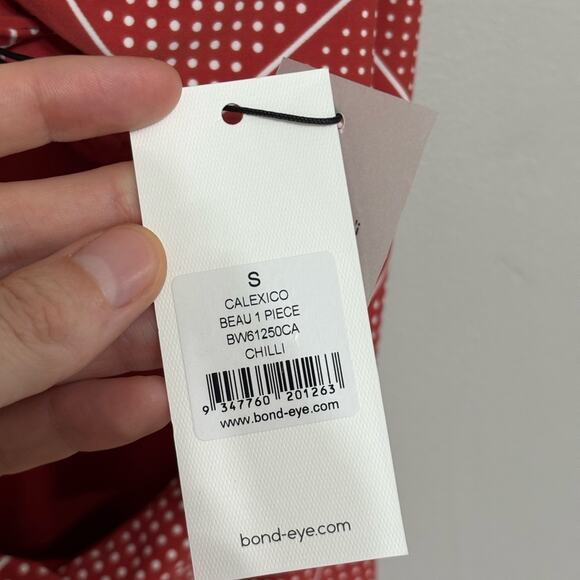 S
CALEXICO
BEAU 1 PIECE
BW61250CA
CHILLI
9 347760 201263
www.bond-eye.com
bond-eye.com